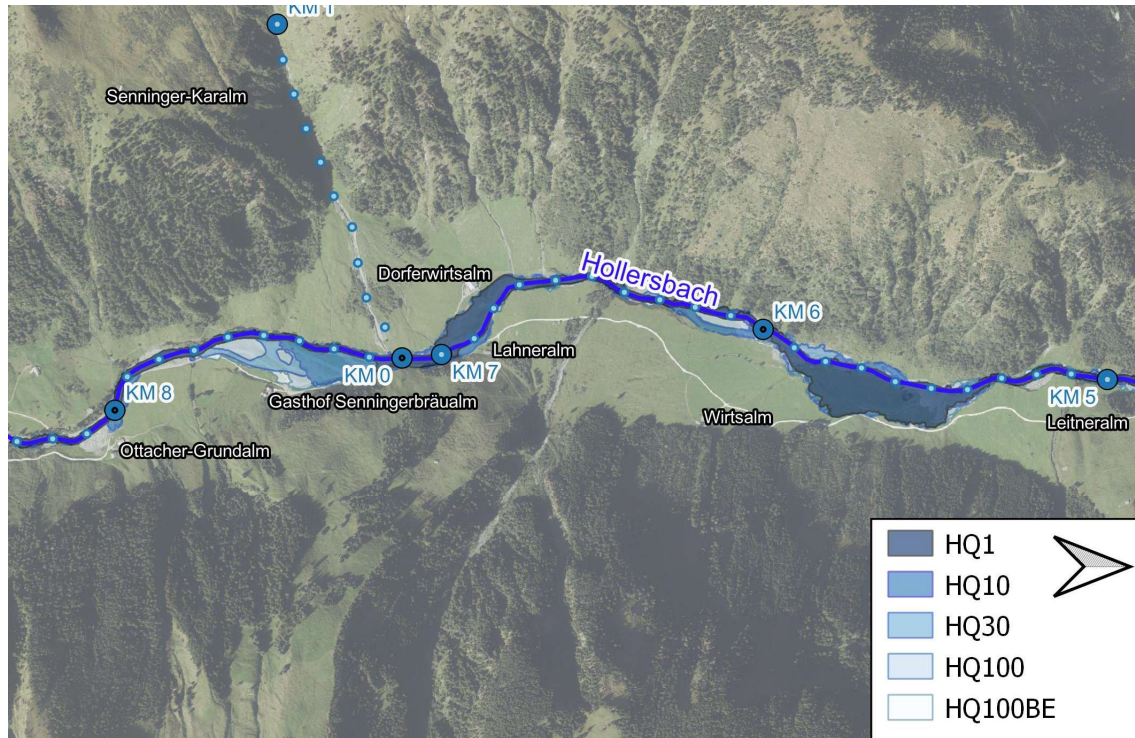 KM 1
Senninger-Karalm
Dorferwirtsalm
Hollersbach
KM 6
Lahneralm
KM 0
KM 7
KM 8
Gasthof Senningerbräualm
KM 5
Wirtsalm
Leitneralm
Ottacher-Grundalm
HQ1
HQ10
HQ30
HQ100
HQ100BE